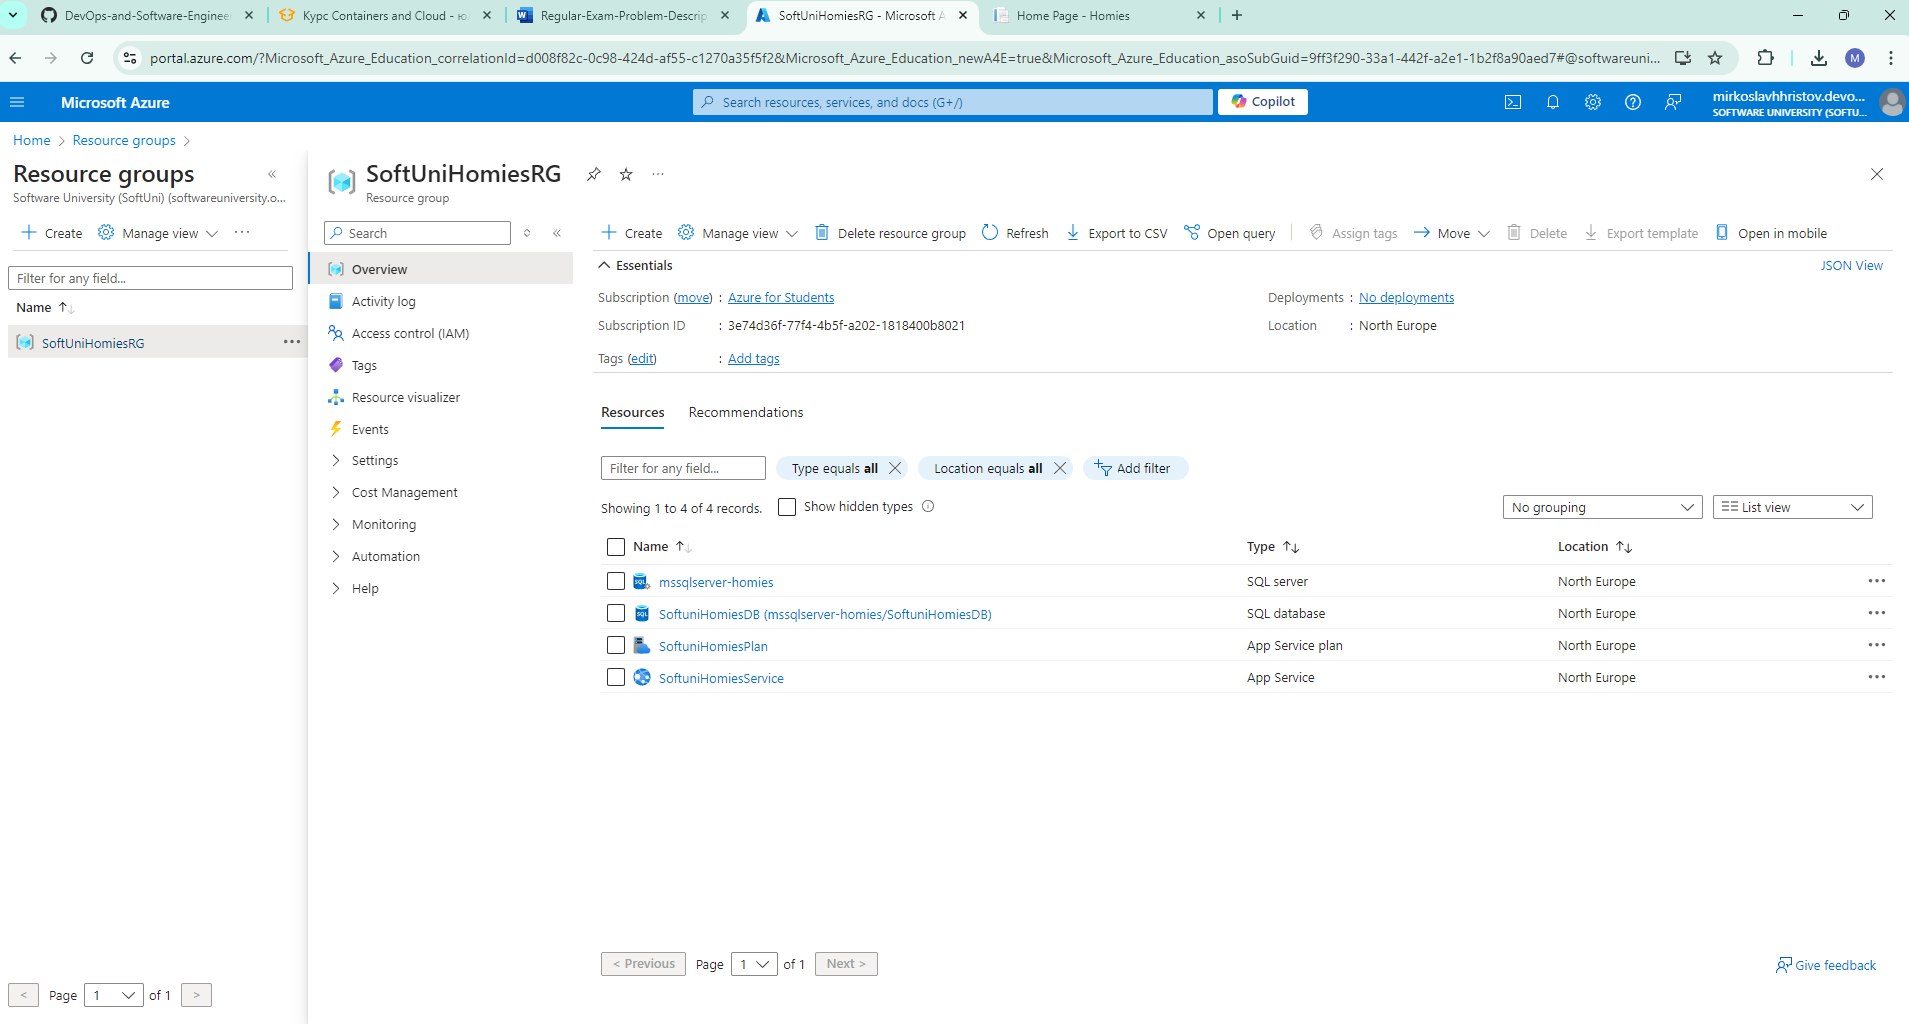 DevOps-and-Software-Engineer
Курс Containers and Cloud - юл
Regular-Exam-Problem-Descrip
SoftUniHomiesRG - Microsoft A
Home Page - Homies
portal.azure.com/?Microsoft_Azure_Education_correlationId=d008f82c-0c98-424d-af55-c1270a35f5f2&Microsoft_Azure_Education_newA4E=true&Microsoft_Azure_Education_asoSubGuid=9ff3f290-33a1-442f-a2e1-1b2f8a90aed7#@softwareuni...
M
Microsoft Azure
Search resources, services, and docs (G+/)
Copilot
mirkoslavhhristov.devo...
SOFTWARE UNIVERSITY (SOFTU...
Home > Resource groups >
Resource groups
Software University (SoftUni) (softwareuniversity.o...
Create
Manage view
Filter for any field...
Name
SoftUniHomiesRG
< Page 1 of 1 >
SoftUniHomiesRG
Resource group
Search
Overview
Activity log
Access control (IAM)
Tags
Resource visualizer
Events
Settings
Cost Management
Monitoring
Automation
Help
Create
Manage view
Delete resource group
Refresh
Export to CSV
Open query
Assign tags
Move
Delete
Export template
Open in mobile
Essentials
JSON View
Subscription (move) : Azure for Students
Subscription ID : 3e74d36f-77f4-4b5f-a202-1818400b8021
Tags (edit) : Add tags
Deployments : No deployments
Location : North Europe
Resources
Recommendations
Filter for any field...
Type equals all
Location equals all
Add filter
Showing 1 to 4 of 4 records.
Show hidden types
No grouping
List view
Name Type Location
mssqlserver-homies SQL server North Europe
SoftuniHomiesDB (mssqlserver-homies/SoftuniHomiesDB) SQL database North Europe
SoftuniHomiesPlan App Service plan North Europe
SoftuniHomiesService App Service North Europe
< Previous Page 1 of 1 Next >
Give feedback